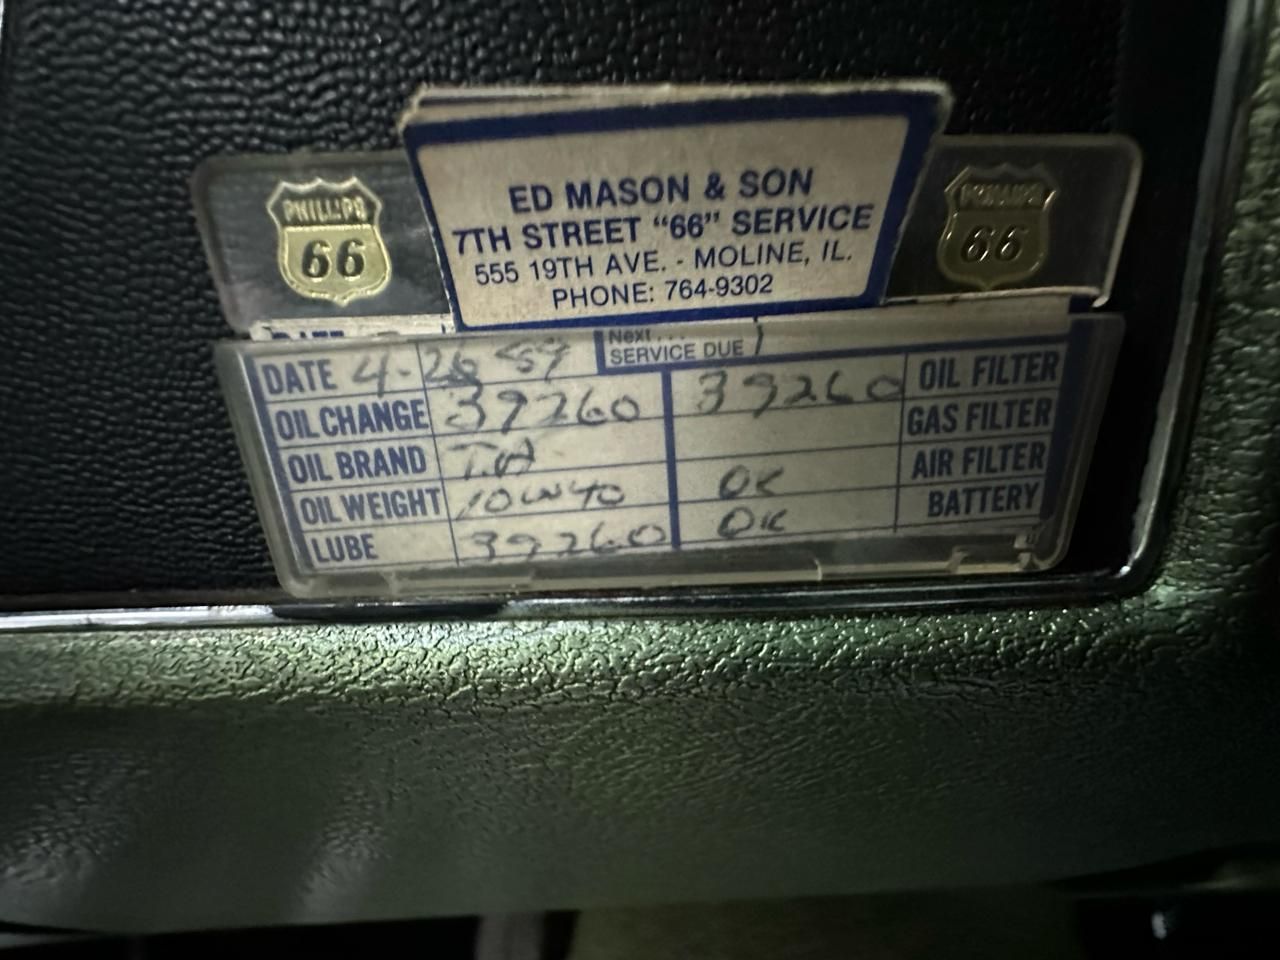 PHILLIPS
66
ED MASON & SON
7TH STREET "66" SERVICE
555 19TH AVE. - MOLINE, IL.
PHONE: 764-9302
PHILLIPS
66
DATE 4-26
Next
SERVICE DUE
OIL CHANGE 39260 39260 OIL FILTER
GAS FILTER
OIL BRAND T.A AIR FILTER
OIL WEIGHT 10W40 OK BATTERY
LUBE 39260 OK